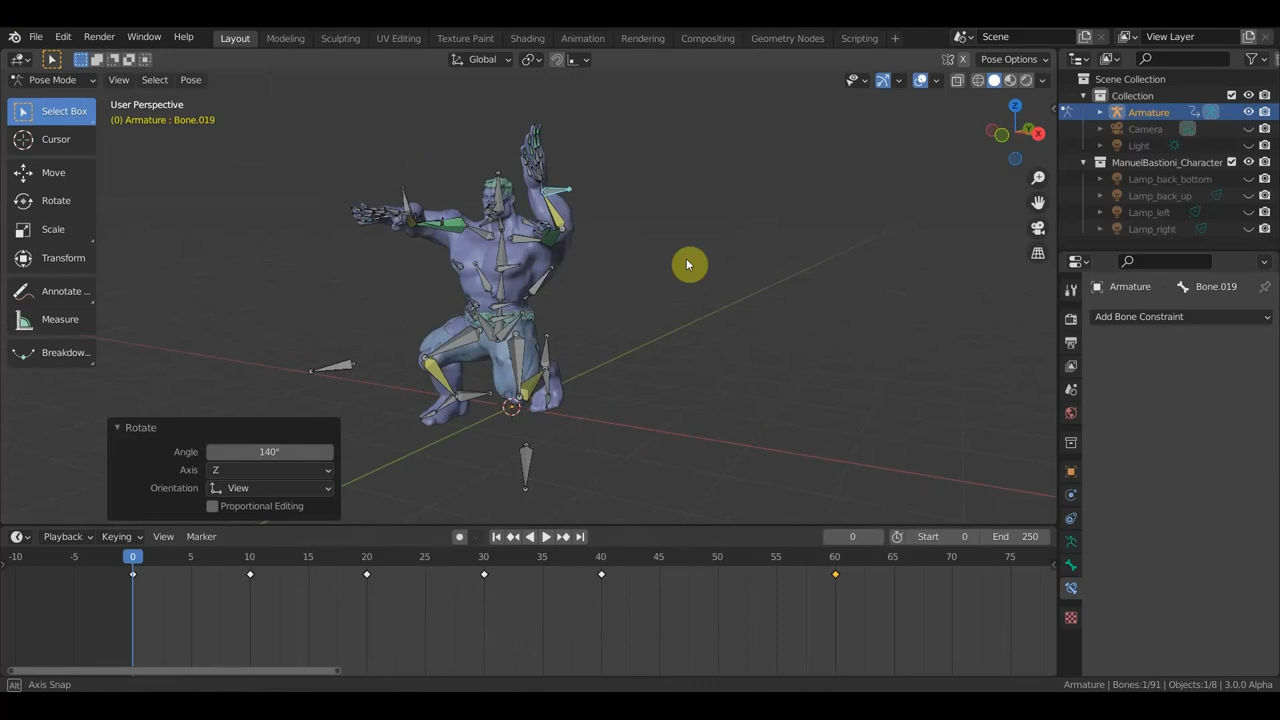 File Edit Render Window Help Layout Modeling Sculpting UV Editing Texture Paint Shading Animation Rendering Compositing Geometry Nodes Scripting + Scene View Layer
Global X Pose Options
Pose Mode View Select Pose
Select Box
Cursor
Move
Rotate
Scale
Transform
Annotate ...
Measure
Breakdow...
User Perspective
(0) Armature : Bone.019
Z
Y
X
Scene Collection
Collection
Armature
Camera
Light
ManuelBastioni_Character
Lamp_back_bottom
Lamp_back_up
Lamp_left
Lamp_right
Armature Bone.019
Add Bone Constraint
Rotate
Angle 140°
Axis Z
Orientation View
Proportional Editing
Playback Keying View Marker 0 Start 0 End 250
-10 -5 0 5 10 15 20 25 30 35 40 45 50 55 60 65 70 75
Alt Axis Snap Armature | Bones:1/91 | Objects:1/8 | 3.0.0 Alpha